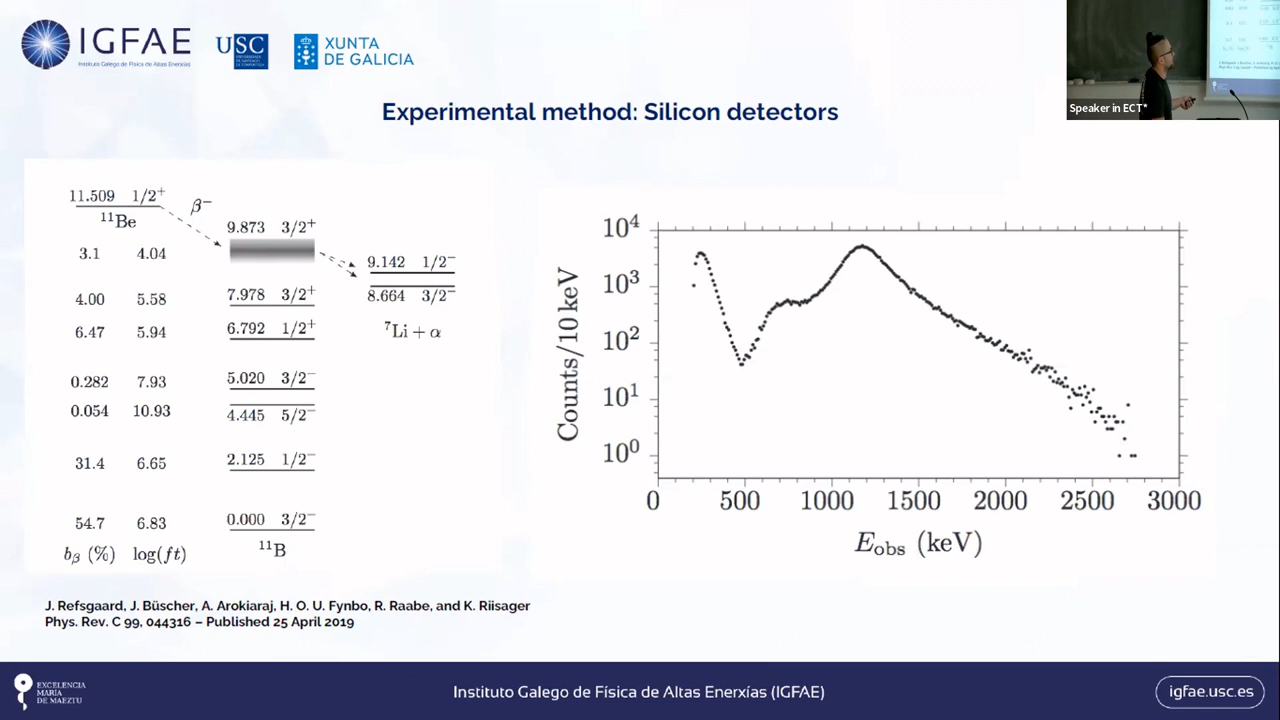 IGFAE
Instituto Galego de Física de Altas Enerxías
USC
XUNTA
DE GALICIA
Speaker in ECT*
Experimental method: Silicon detectors
11.509 1/2⁺
¹¹Be
β⁻
9.873 3/2⁺
3.1 4.04
9.142 1/2⁻
8.664 3/2⁻
⁷Li + α
4.00 5.58 7.978 3/2⁺
6.47 5.94 6.792 1/2⁺
0.282 7.93 5.020 3/2⁻
0.054 10.93 4.445 5/2⁻
31.4 6.65 2.125 1/2⁻
54.7 6.83 0.000 3/2⁻
bβ (%) log(ft) ¹¹B
Counts/10 keV
10⁴
10³
10²
10¹
10⁰
0 500 1000 1500 2000 2500 3000
E_obs (keV)
J. Refsgaard, J. Büscher, A. Arokiaraj, H. O. U. Fynbo, R. Raabe, and K. Riisager
Phys. Rev. C 99, 044316 – Published 25 April 2019
EXCELENCIA
MARÍA
DE MAEZTU
Instituto Galego de Física de Altas Enerxías (IGFAE)
igfae.usc.es